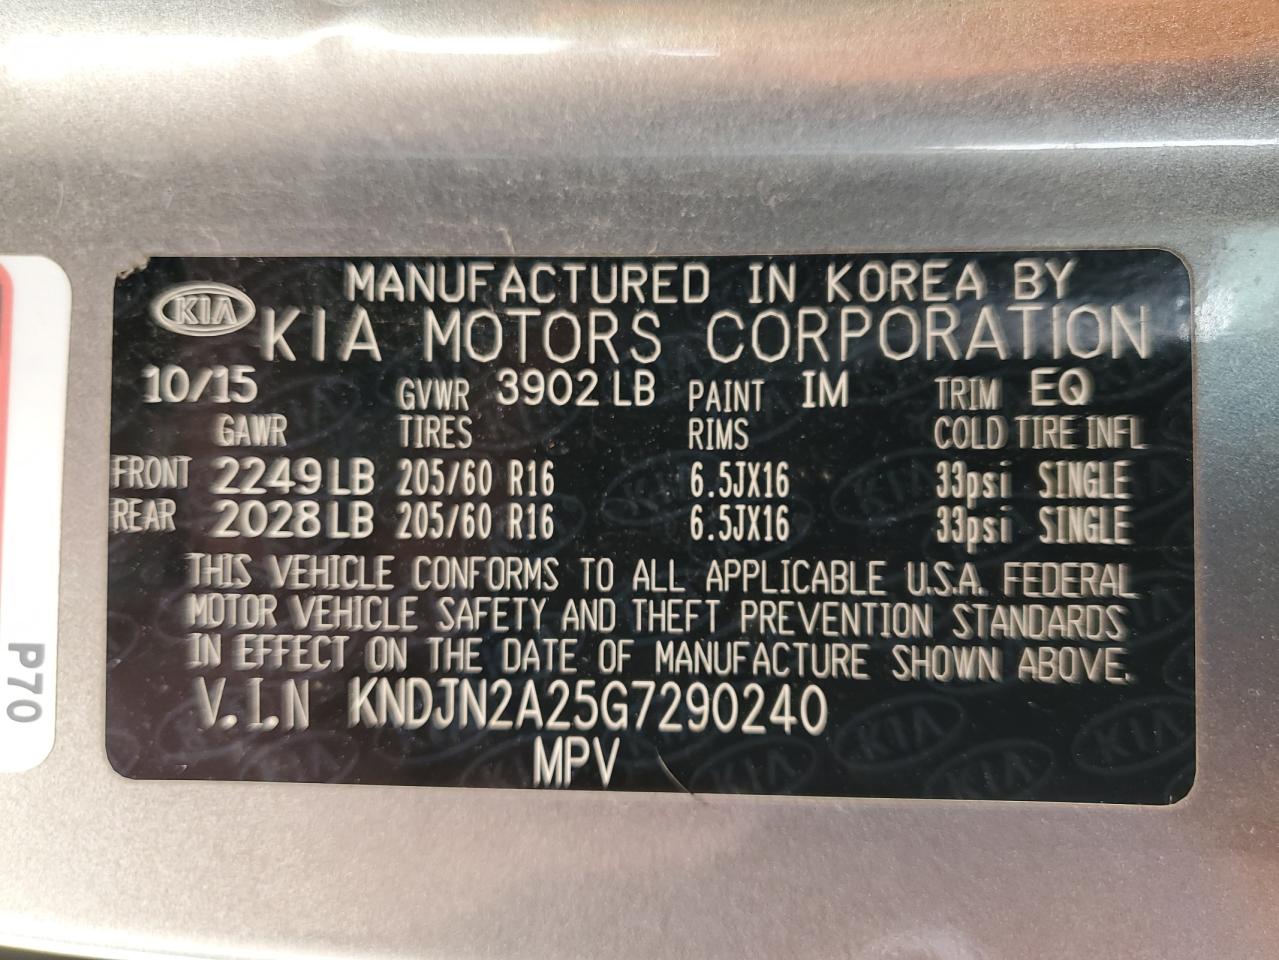 MANUFACTURED IN KOREA BY
KIA KIA MOTORS CORPORATION
10/15 GVWR 3902 LB PAINT IM TRIM EQ
GAWR TIRES RIMS COLD TIRE INFL
FRONT 2249 LB 205/60 R16 6.5JX16 33psi SINGLE
REAR 2028 LB 205/60 R16 6.5JX16 33psi SINGLE
THIS VEHICLE CONFORMS TO ALL APPLICABLE U.S.A. FEDERAL
MOTOR VEHICLE SAFETY AND THEFT PREVENTION STANDARDS
IN EFFECT ON THE DATE OF MANUFACTURE SHOWN ABOVE.
V.I.N KNDJN2A25G7290240
MPV
P70